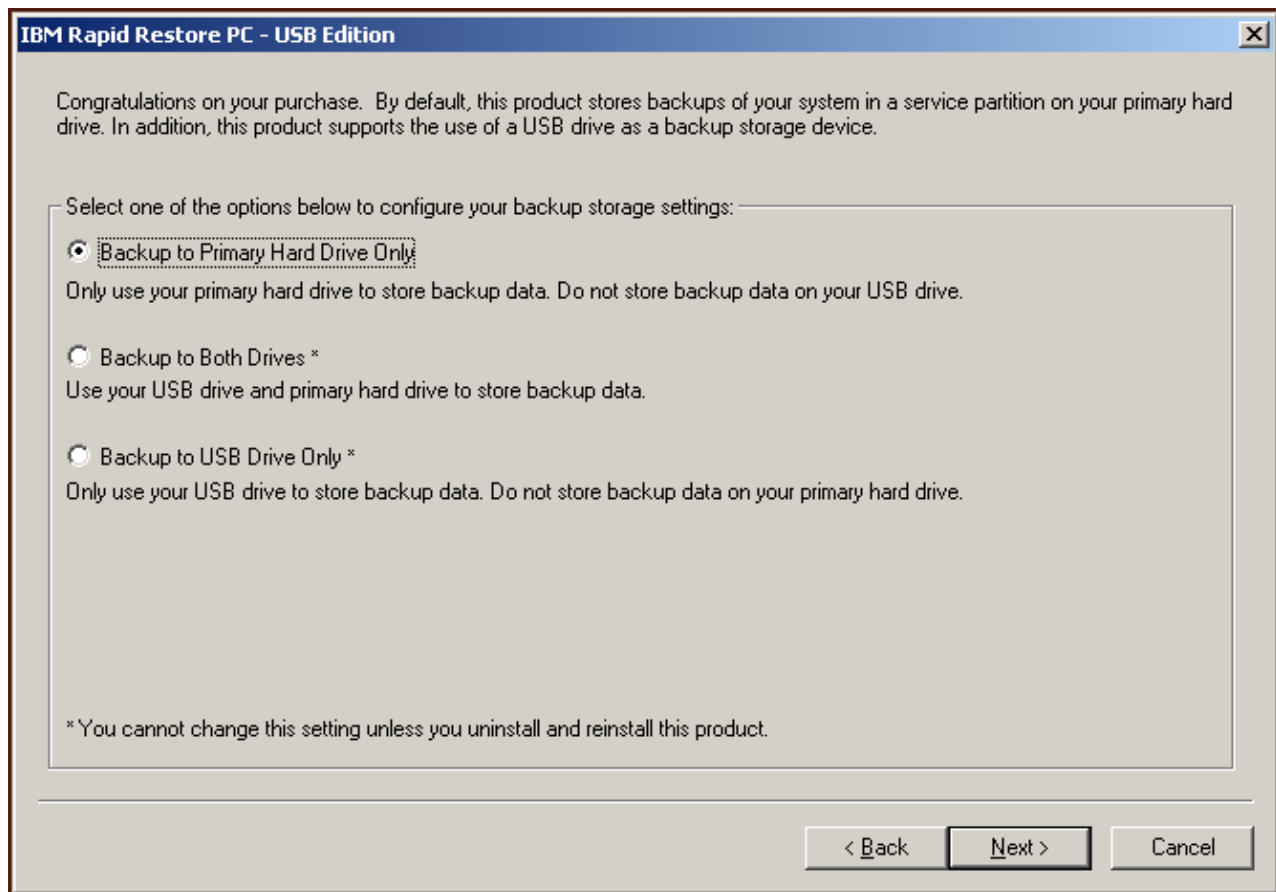 IBM Rapid Restore PC - USB Edition
Congratulations on your purchase.  By default, this product stores backups of your system in a service partition on your primary hard
drive. In addition, this product supports the use of a USB drive as a backup storage device.
Select one of the options below to configure your backup storage settings:
Backup to Primary Hard Drive Only
Only use your primary hard drive to store backup data. Do not store backup data on your USB drive.
Backup to Both Drives *
Use your USB drive and primary hard drive to store backup data.
Backup to USB Drive Only *
Only use your USB drive to store backup data. Do not store backup data on your primary hard drive.
* You cannot change this setting unless you uninstall and reinstall this product.
< Back Next > Cancel